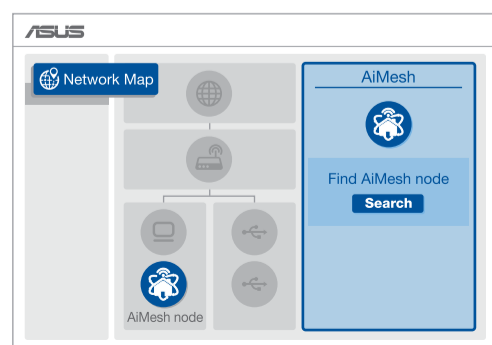 ASUS
Network Map
AiMesh
Find AiMesh node
Search
AiMesh node